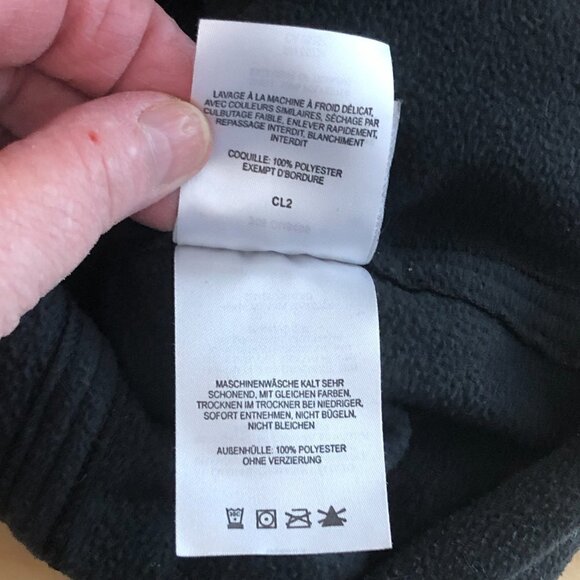 LAVAGE À LA MACHINE À FROID DÉLICAT,
AVEC COULEURS SIMILAIRES, SÉCHAGE PAR
CULBUTAGE FAIBLE, ENLEVER RAPIDEMENT,
REPASSAGE INTERDIT, BLANCHIMENT
INTERDIT
COQUILLE: 100% POLYESTER
EXEMPT D'BORDURE
CL2
MASCHINENWÄSCHE KALT SEHR
SCHONEND, MIT GLEICHEN FARBEN,
TROCKNEN IM TROCKNER BEI NIEDRIGER,
SOFORT ENTNEHMEN, NICHT BÜGELN,
NICHT BLEICHEN
AUßENHÜLLE: 100% POLYESTER
OHNE VERZIERUNG